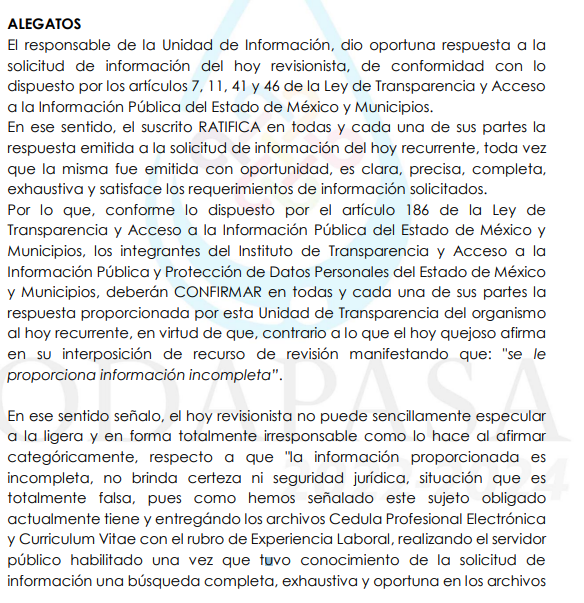 ALEGATOS
El responsable de la Unidad de Información, dio oportuna respuesta a la
solicitud de información del hoy revisionista, de conformidad con lo
dispuesto por los artículos 7, 11, 41 y 46 de la Ley de Transparencia y Acceso
a la Información Pública del Estado de México y Municipios.
En ese sentido, el suscrito RATIFICA en todas y cada una de sus partes la
respuesta emitida a la solicitud de información del hoy recurrente, toda vez
que la misma fue emitida con oportunidad, es clara, precisa, completa,
exhaustiva y satisface los requerimientos de información solicitados.
Por lo que, conforme lo dispuesto por el artículo 186 de la Ley de
Transparencia y Acceso a la Información Pública del Estado de México y
Municipios, los integrantes del Instituto de Transparencia y Acceso a la
Información Pública y Protección de Datos Personales del Estado de México
y Municipios, deberán CONFIRMAR en todas y cada una de sus partes la
respuesta proporcionada por esta Unidad de Transparencia del organismo
al hoy recurrente, en virtud de que, contrario a lo que el hoy quejoso afirma
en su interposición de recurso de revisión manifestando que: "se le
proporciona información incompleta".
ODAPASA
En ese sentido señalo, el hoy revisionista no puede sencillamente especular
a la ligera y en forma totalmente irresponsable como lo hace al afirmar
categóricamente, respecto a que "la información proporcionada es
incompleta, no brinda certeza ni seguridad jurídica, situación que es
totalmente falsa, pues como hemos señalado este sujeto obligado
actualmente tiene y entregándo los archivos Cedula Profesional Electrónica
y Curriculum Vitae con el rubro de Experiencia Laboral, realizando el servidor
público habilitado una vez que tuvo conocimiento de la solicitud de
información una búsqueda completa, exhaustiva y oportuna en los archivos